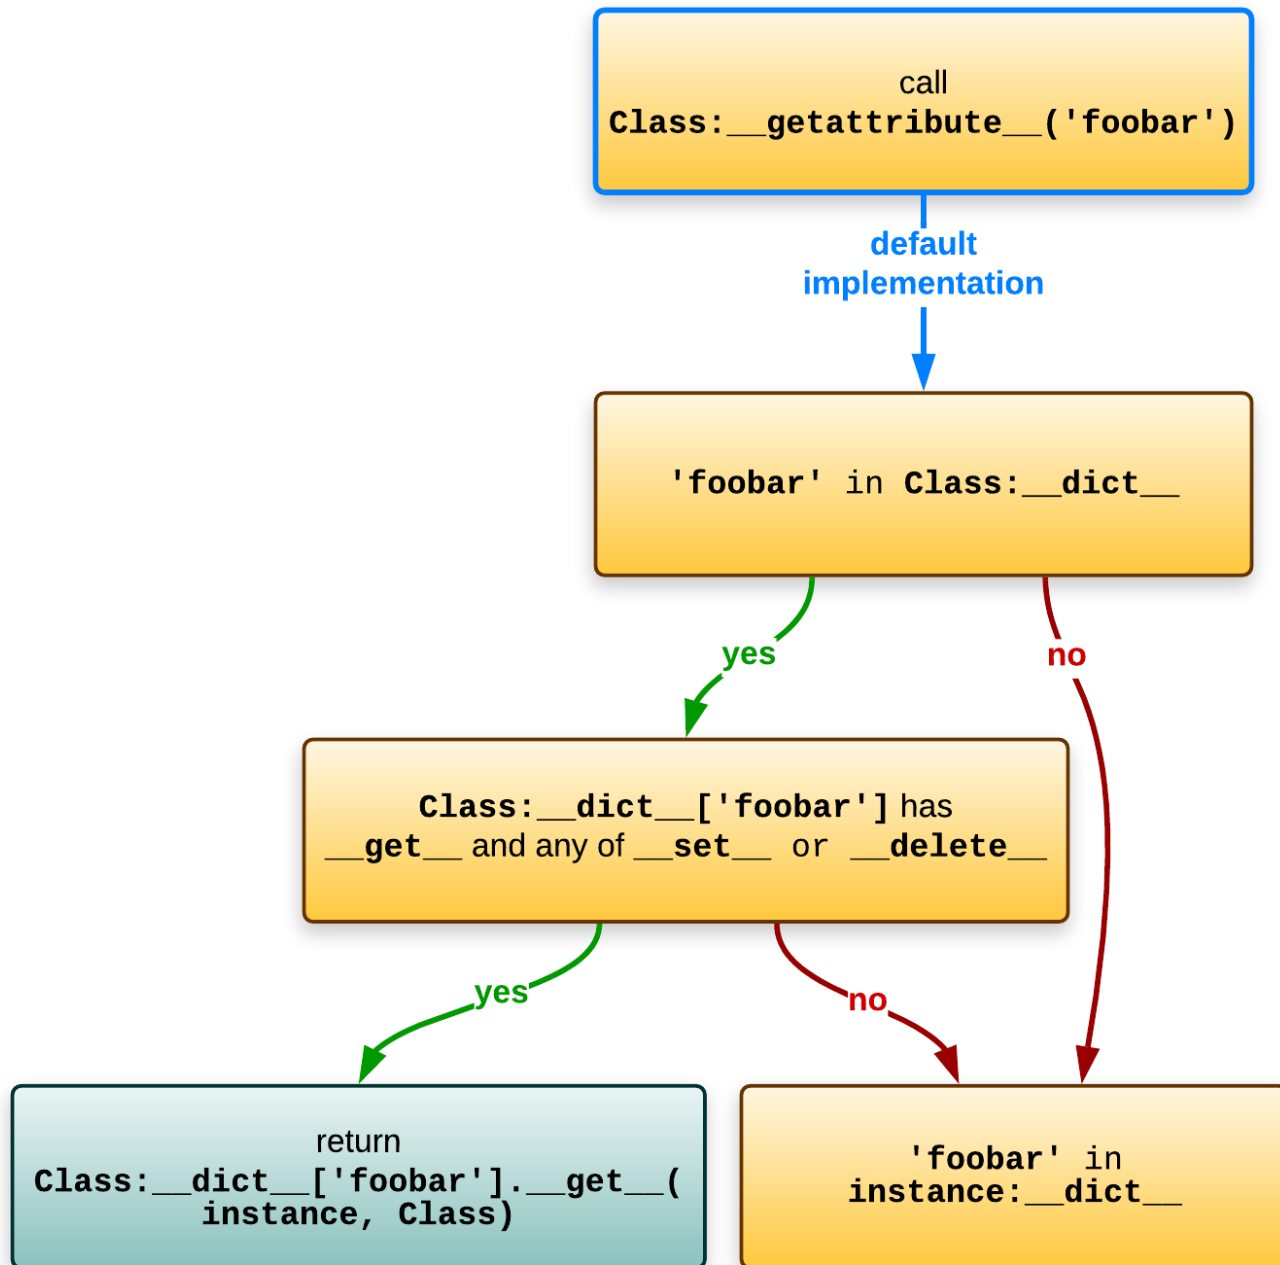 call
Class:__getattribute__('foobar')
default
implementation
'foobar' in Class:__dict__
yes
no
Class:__dict__['foobar'] has
__get__ and any of __set__ or __delete__
yes
no
return
Class:__dict__['foobar'].__get__(
instance, Class)
'foobar' in
instance:__dict__